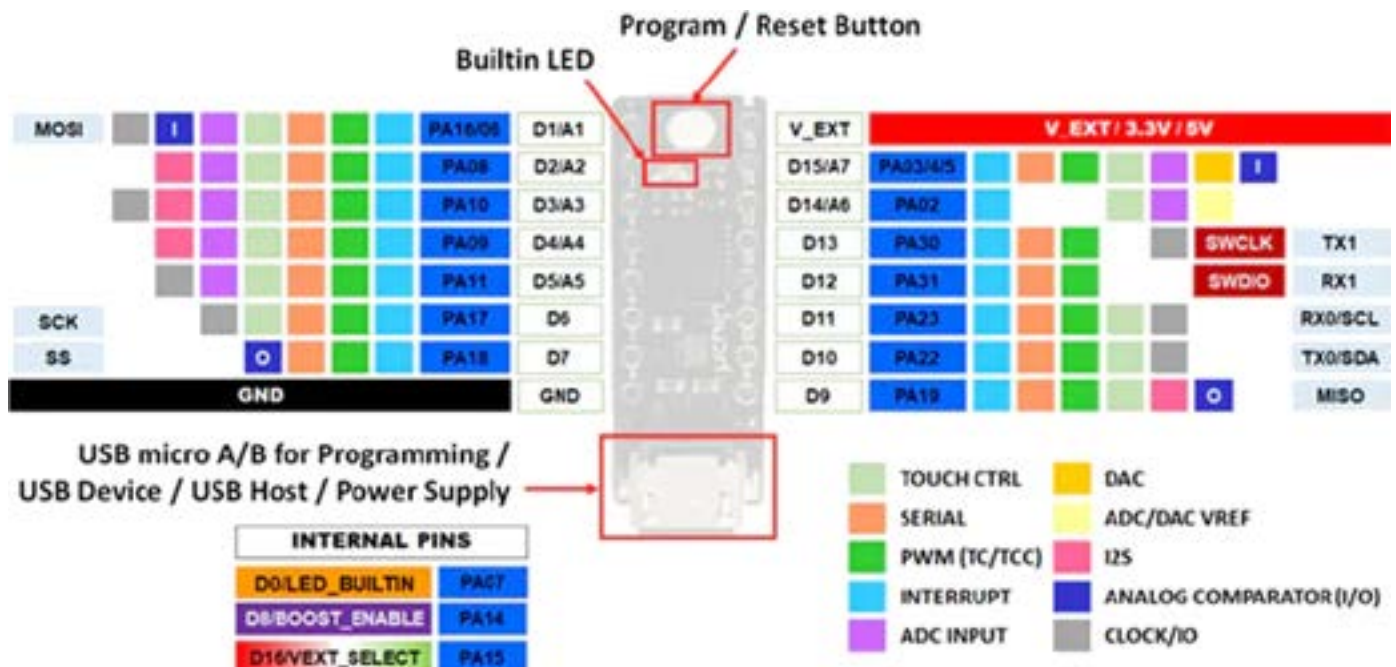 Program / Reset Button
Builtin LED
MOSI I PA16/06 D1/A1
PA08 D2/A2
PA10 D3/A3
PA09 D4/A4
PA11 D5/A5
SCK PA17 D6
SS O PA18 D7
GND GND
V_EXT V_EXT / 3.3V / 5V
D15/A7 PA03/4/5 I
D14/A6 PA02
D13 PA30 SWCLK TX1
D12 PA31 SWDIO RX1
D11 PA23 RX0/SCL
D10 PA22 TX0/SDA
D9 PA19 O MISO
USB micro A/B for Programming /
USB Device / USB Host / Power Supply
INTERNAL PINS
D0/LED_BUILTIN PA07
D8/BOOST_ENABLE PA14
D16/VEXT_SELECT PA15
TOUCH CTRL
SERIAL
PWM (TC/TCC)
INTERRUPT
ADC INPUT
DAC
ADC/DAC VREF
I2S
ANALOG COMPARATOR(I/O)
CLOCK/IO